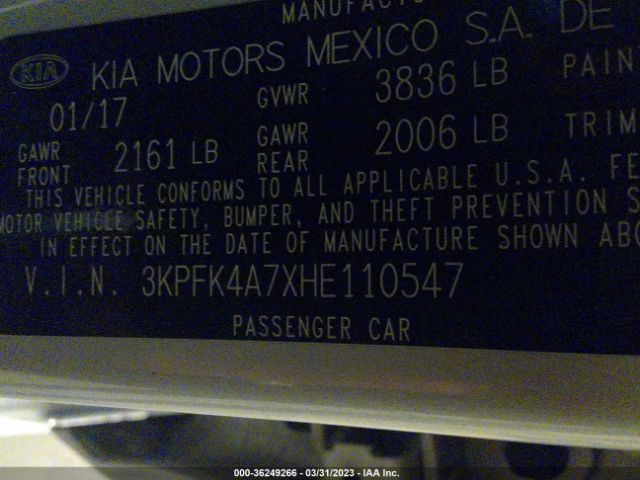 MANUFACTU
KIA KIA MOTORS MEXICO S.A. DE
01/17 GVWR 3836 LB PAIN
GAWR FRONT 2161 LB GAWR REAR 2006 LB TRIM
THIS VEHICLE CONFORMS TO ALL APPLICABLE U.S.A. FE
MOTOR VEHICLE SAFETY, BUMPER, AND THEFT PREVENTION S
IN EFFECT ON THE DATE OF MANUFACTURE SHOWN ABO
V.I.N. 3KPFK4A7XHE110547
PASSENGER CAR
000-36249266 - 03/31/2023 - IAA Inc.